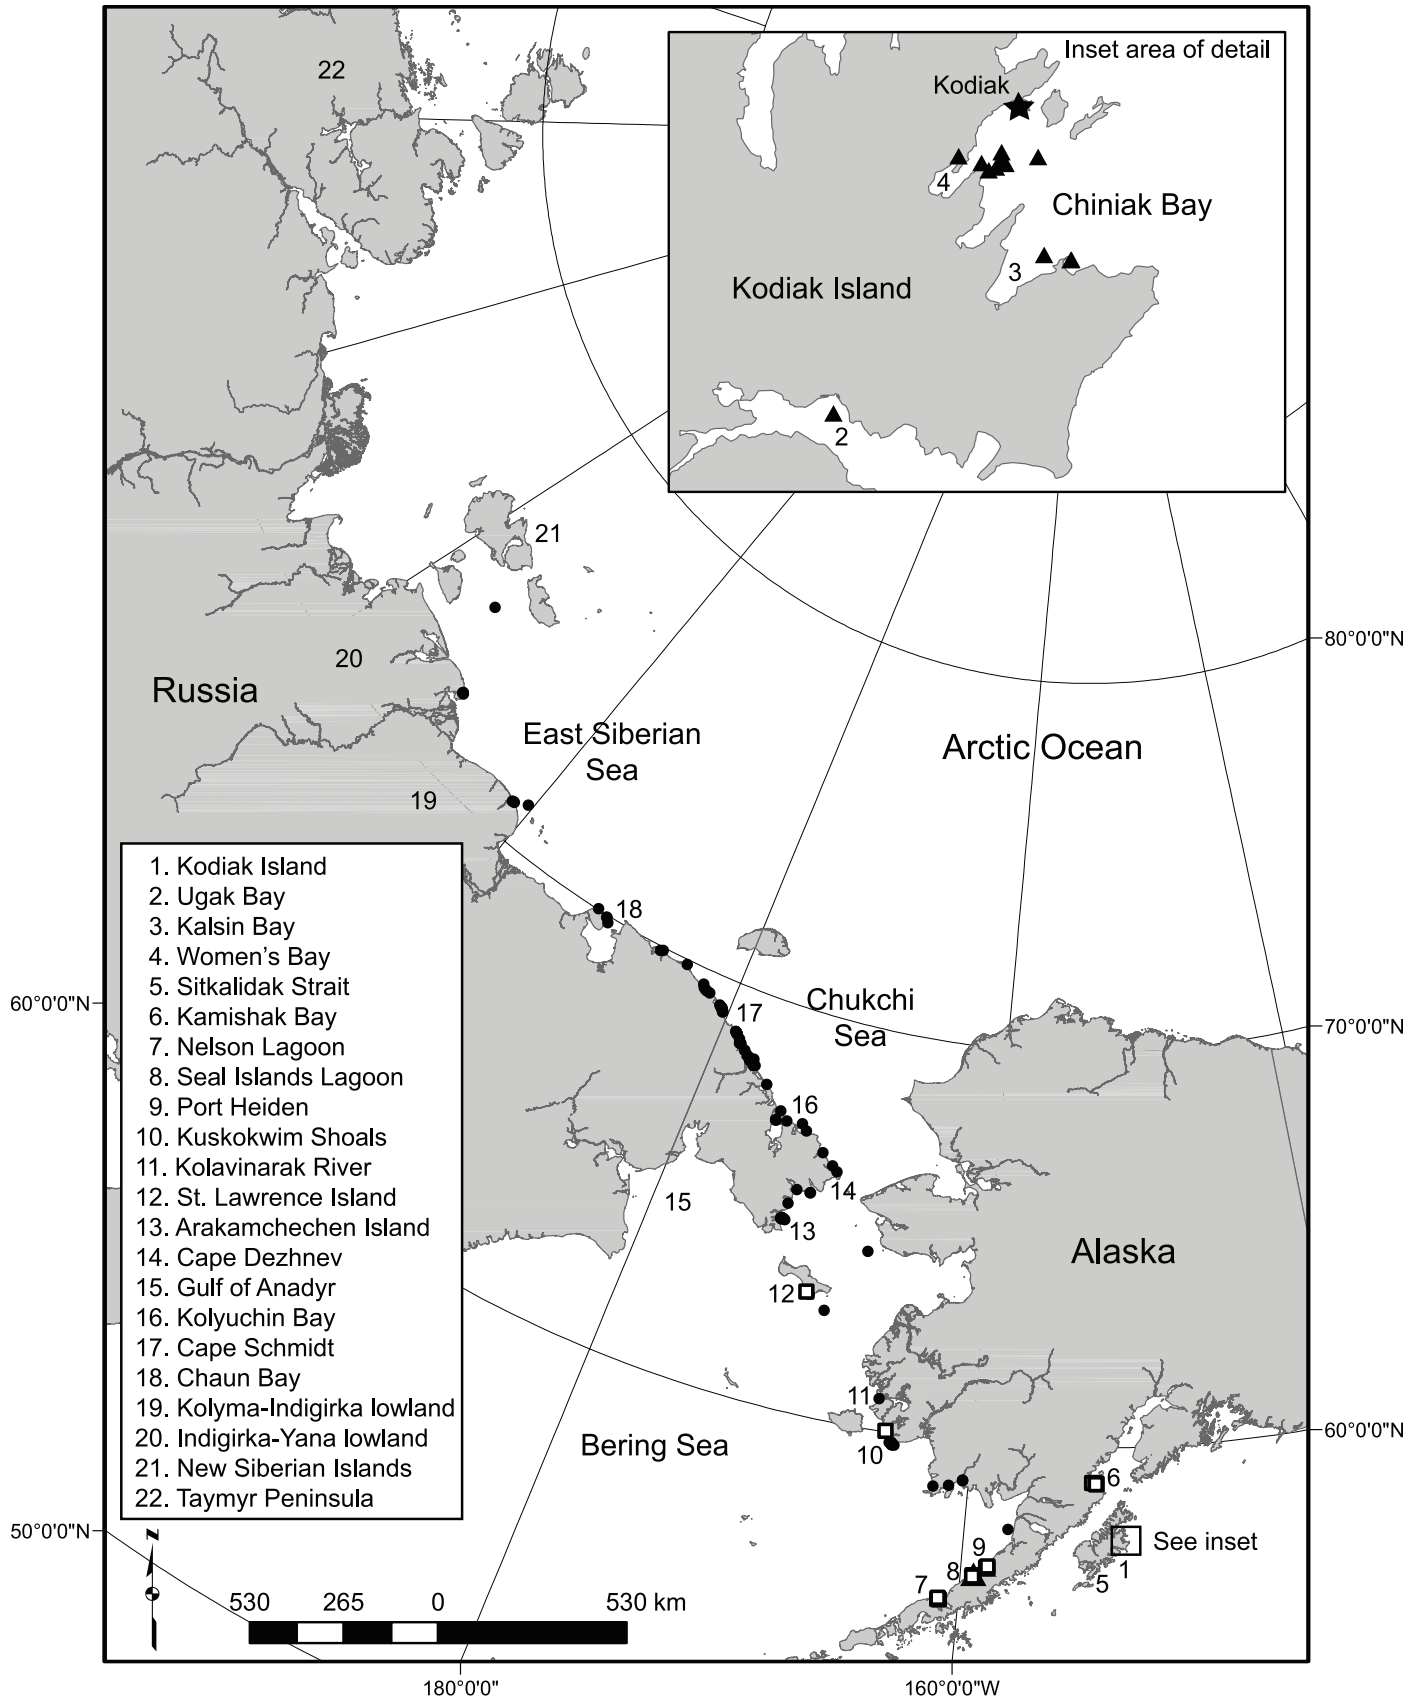 22
Inset area of detail
Kodiak
4
Chiniak Bay
3
Kodiak Island
2
21
80°0'0"N
20
Russia
East Siberian
Sea
Arctic Ocean
19
1. Kodiak Island
2. Ugak Bay
3. Kalsin Bay
4. Women's Bay
5. Sitkalidak Strait
6. Kamishak Bay
7. Nelson Lagoon
8. Seal Islands Lagoon
9. Port Heiden
10. Kuskokwim Shoals
11. Kolavinarak River
12. St. Lawrence Island
13. Arakamchechen Island
14. Cape Dezhnev
15. Gulf of Anadyr
16. Kolyuchin Bay
17. Cape Schmidt
18. Chaun Bay
19. Kolyma-Indigirka lowland
20. Indigirka-Yana lowland
21. New Siberian Islands
22. Taymyr Peninsula
18
60°0'0"N
17
Chukchi
Sea
70°0'0"N
16
14
15
13
Alaska
12
11
Bering Sea
10
60°0'0"N
6
50°0'0"N
See inset
9
8
5
1
7
N
530 265 0 530 km
180°0'0"
160°0'0"W